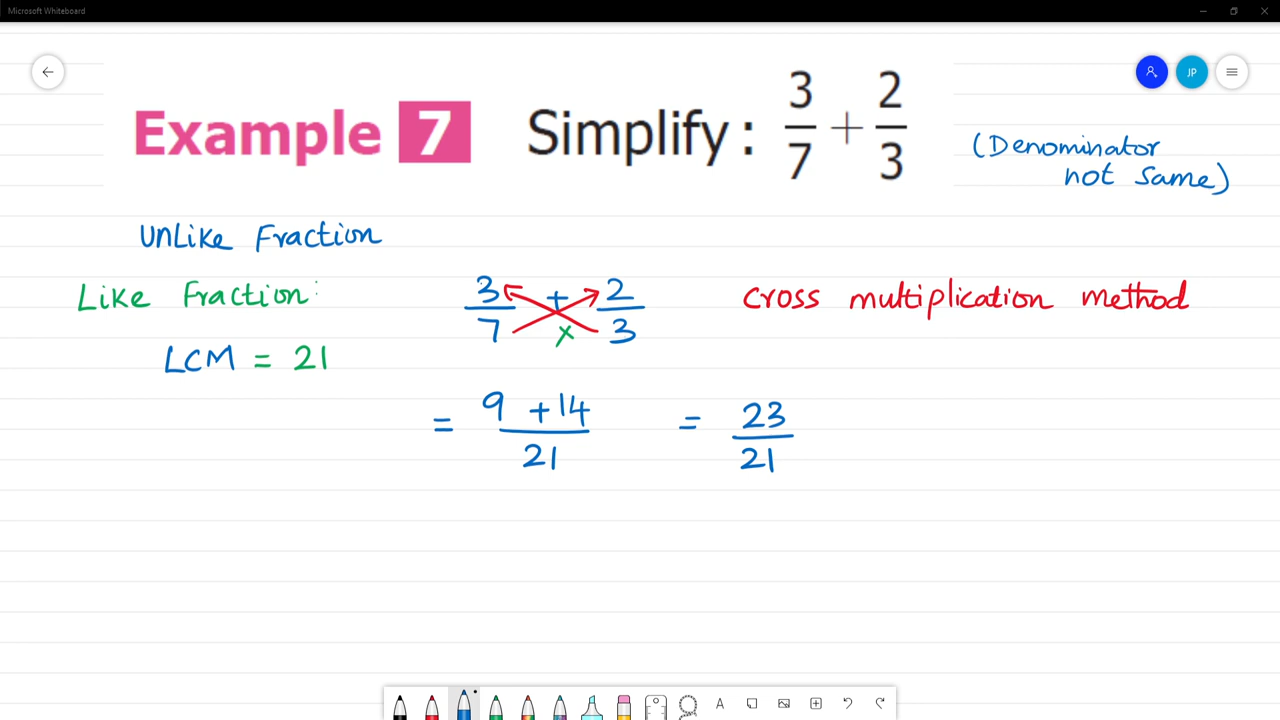 Microsoft Whiteboard
JP
Example 7 Simplify: 3/7 + 2/3
(Denominator
not same)
UnLike Fraction
Like Fraction:
3/7 + 2/3
x
cross multiplication method
LCM = 21
= 9 + 14/21 = 23/21
A